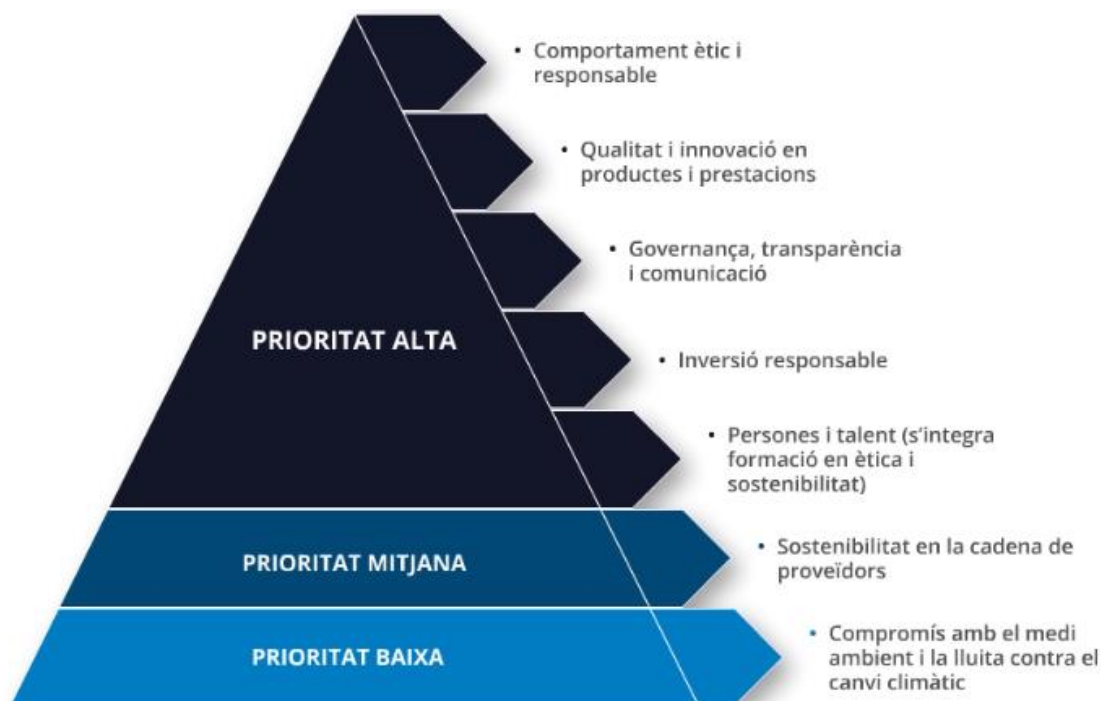 • Comportament ètic i
responsable
• Qualitat i innovació en
productes i prestacions
• Governança, transparència
i comunicació
PRIORITAT ALTA
• Inversió responsable
• Persones i talent (s'integra
formació en ètica i
sostenibilitat)
PRIORITAT MITJANA
• Sostenibilitat en la cadena de
proveïdors
PRIORITAT BAIXA
• Compromís amb el medi
ambient i la lluita contra el
canvi climàtic